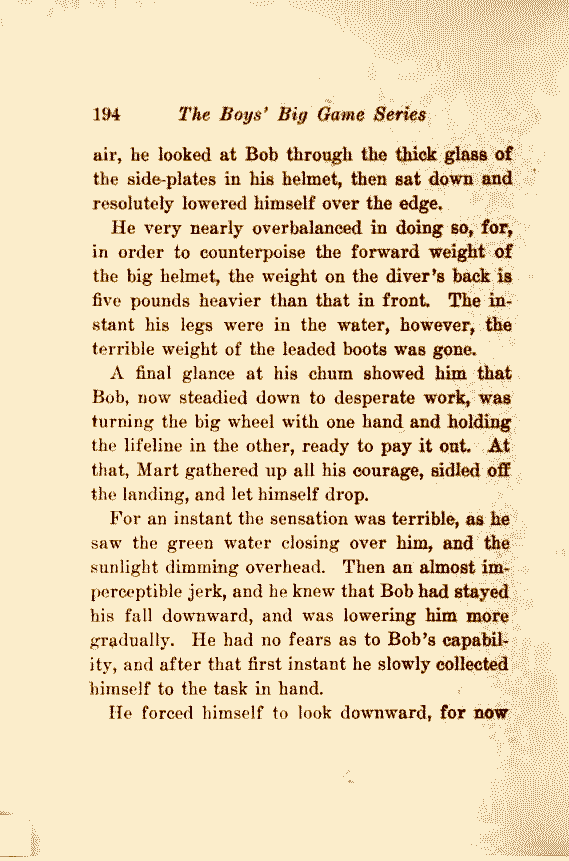 194 The Boys' Big Game Series
air, he looked at Bob through the thick glass of
the side-plates in his helmet, then sat down and
resolutely lowered himself over the edge.
He very nearly overbalanced in doing so, for,
in order to counterpoise the forward weight of
the big helmet, the weight on the diver's back is
five pounds heavier than that in front. The in-
stant his legs were in the water, however, the
terrible weight of the leaded boots was gone.
A final glance at his chum showed him that
Bob, now steadied down to desperate work, was
turning the big wheel with one hand and holding
the lifeline in the other, ready to pay it out. At
that, Mart gathered up all his courage, sidled off
the landing, and let himself drop.
For an instant the sensation was terrible, as he
saw the green water closing over him, and the
sunlight dimming overhead. Then an almost im-
perceptible jerk, and he knew that Bob had stayed
his fall downward, and was lowering him more
gradually. He had no fears as to Bob's capabil-
ity, and after that first instant he slowly collected
himself to the task in hand.
He forced himself to look downward, for now